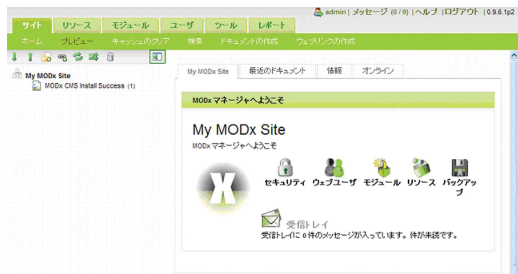 admin | メッセージ (0 / 0) | ヘルプ | ログアウト | 0.9.6.1p2
サイト リソース モジュール ユーザ ツール レポート
ホーム プレビュー キャッシュのクリア 検索 ドキュメントの作成 ウェブリンクの作成
My MODx Site
MODx CMS Install Success (1)
My MODx Site 最近のドキュメント 情報 オンライン
MODx マネージャへようこそ
My MODx Site
MODx マネージャへようこそ
セキュリティ ウェブユーザ モジュール リソース バックアップ
受信トレイ
受信トレイに 0 件のメッセージが入っています。件が未読です。